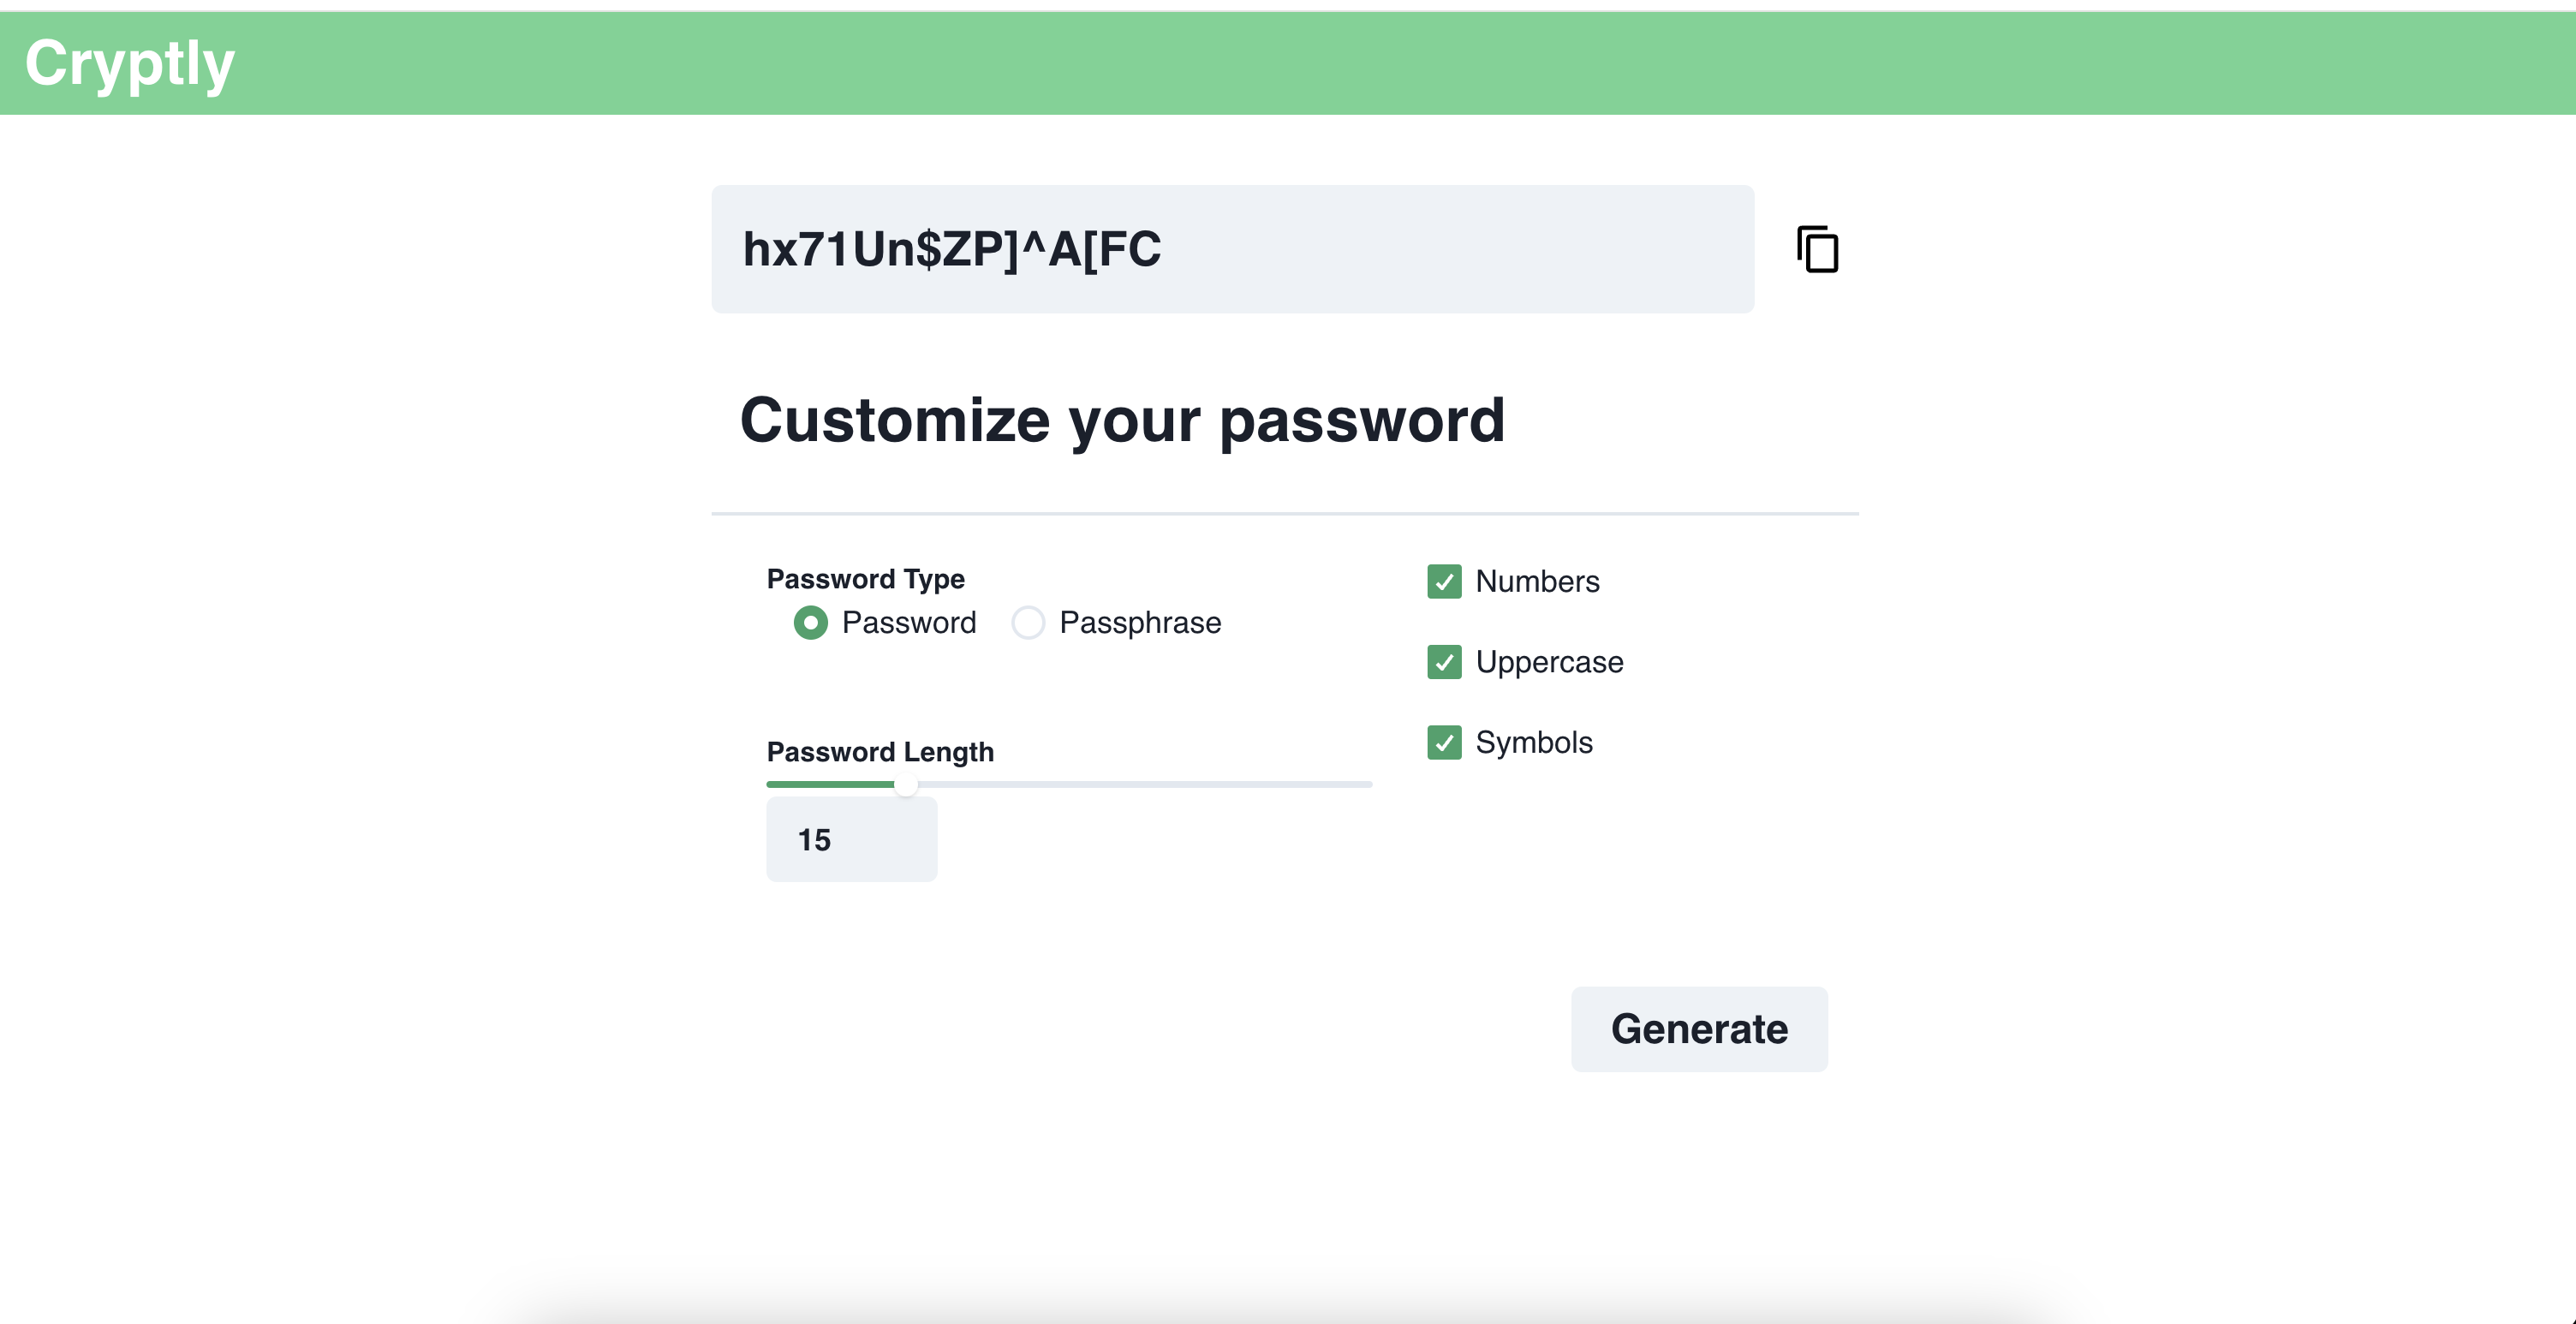 Cryptly
hx71Un$ZP]^A[FC
Customize your password
Password Type
Password Passphrase
Numbers
Uppercase
Symbols
Password Length
15
Generate